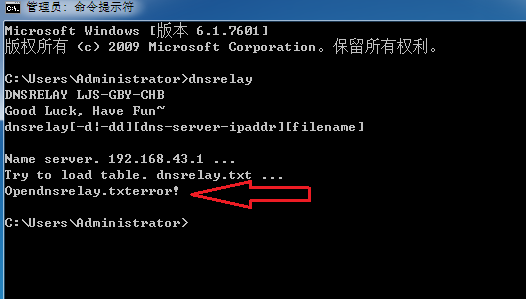 管理员: 命令提示符
Microsoft Windows [版本 6.1.7601]
版权所有 (c) 2009 Microsoft Corporation。保留所有权利。
C:\Users\Administrator>dnsrelay
DNSRELAY LJS-GBY-CHB
Good Luck, Have Fun~
dnsrelay[-d|-dd][dns-server-ipaddr][filename]
Name server. 192.168.43.1 ...
Try to load table. dnsrelay.txt ...
Opendnsrelay.txterror!
C:\Users\Administrator>